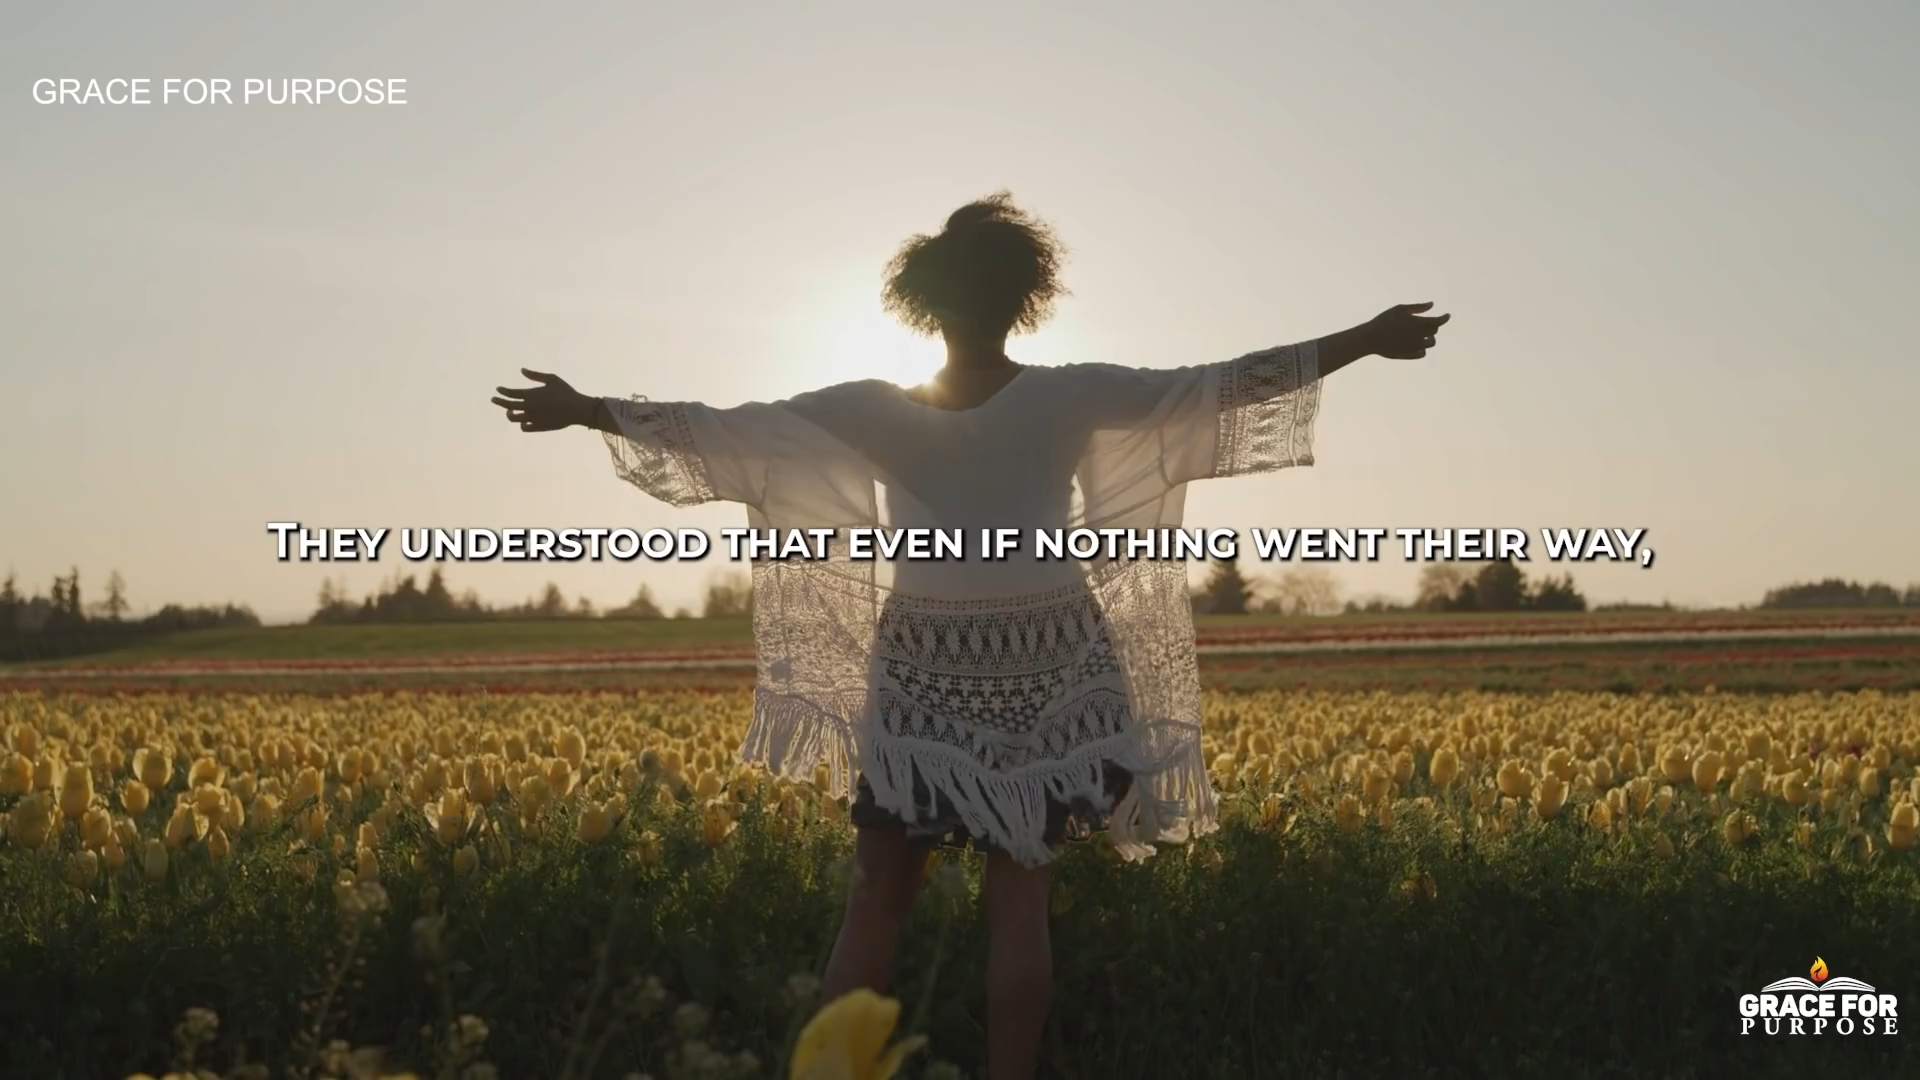 GRACE FOR PURPOSE
THEY UNDERSTOOD THAT EVEN IF NOTHING WENT THEIR WAY,
GRACE FOR
PURPOSE